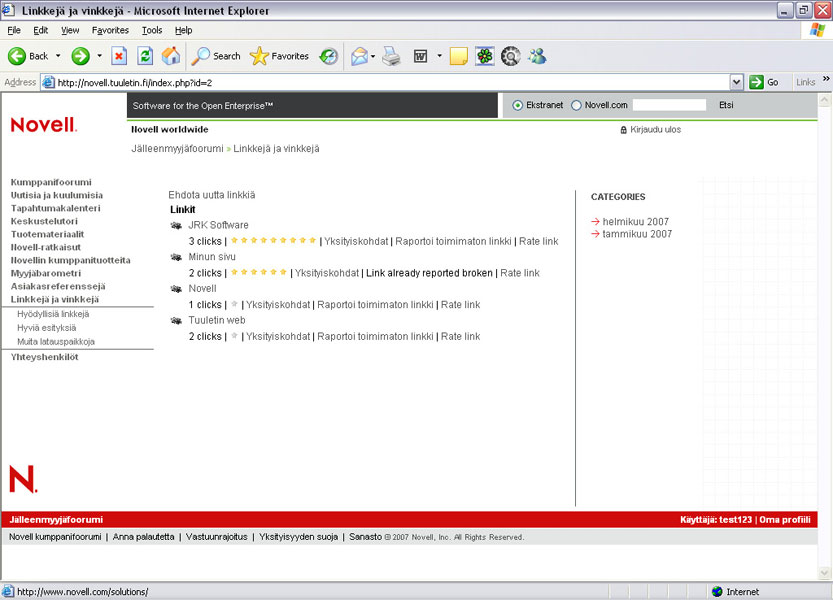 Linkkejä ja vinkkejä - Microsoft Internet Explorer
File Edit View Favorites Tools Help
Back Search Favorites
Address http://novell.tuuletin.fi/index.php?id=2 Go Links »
Software for the Open Enterprise™ Ekstranet Novell.com Etsi
Novell.
Novell worldwide Kirjaudu ulos
Jälleenmyyjäfoorumi » Linkkejä ja vinkkejä
Kumppanifoorumi
Uutisia ja kuulumisia
Tapahtumakalenteri
Keskustelutori
Tuotemateriaalit
Novell-ratkaisut
Novellin kumppanituotteita
Myyjäbarometri
Asiakasreferenssejä
Linkkejä ja vinkkejä
Hyödyllisiä linkkejä
Hyviä esityksiä
Muita latauspaikkoja
Yhteyshenkilöt
Ehdota uutta linkkiä
Linkit
JRK Software
3 clicks | | Yksityiskohdat | Raportoi toimimaton linkki | Rate link
Minun sivu
2 clicks | | Yksityiskohdat | Link already reported broken | Rate link
Novell
1 clicks | | Yksityiskohdat | Raportoi toimimaton linkki | Rate link
Tuuletin web
2 clicks | | Yksityiskohdat | Raportoi toimimaton linkki | Rate link
CATEGORIES
helmikuu 2007
tammikuu 2007
N.
Jälleenmyyjäfoorumi Käyttäjä: test123 | Oma profiili
Novell kumppanifoorumi | Anna palautetta | Vastuunrajoitus | Yksityisyyden suoja | Sanasto © 2007 Novell, Inc. All Rights Reserved.
http://www.novell.com/solutions/ Internet